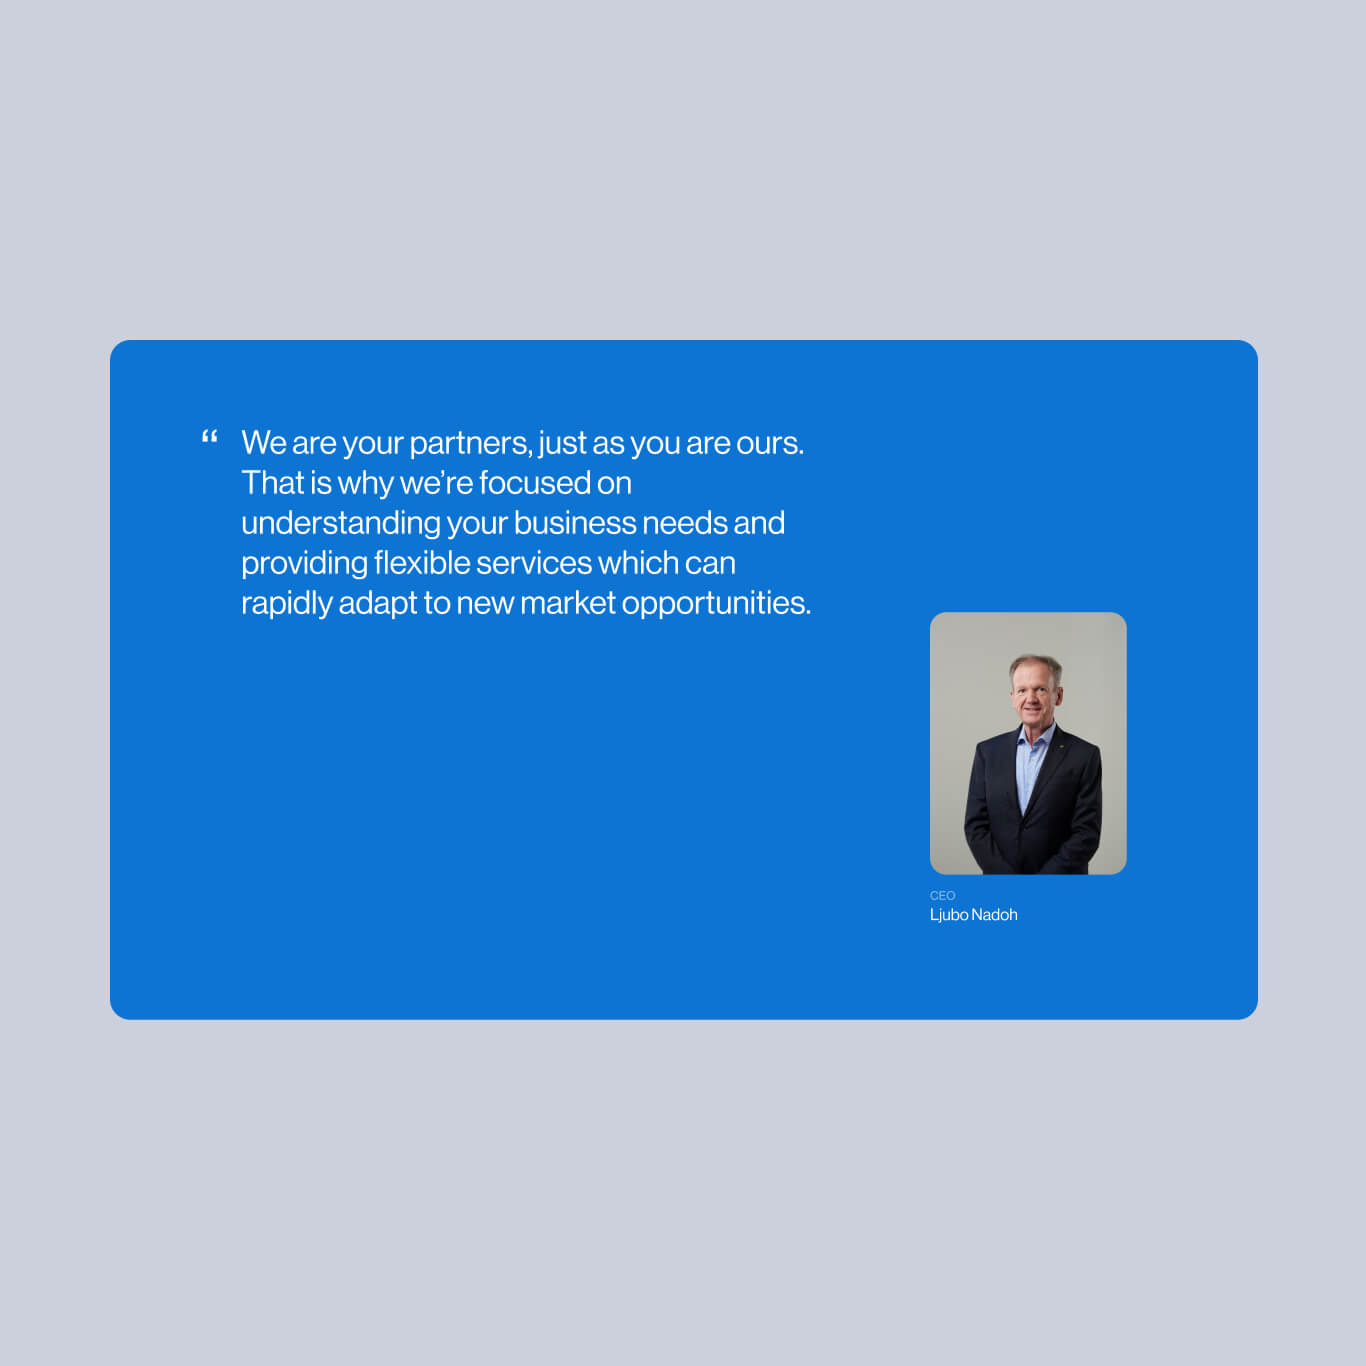 “ We are your partners, just as you are ours.
That is why we’re focused on
understanding your business needs and
providing flexible services which can
rapidly adapt to new market opportunities.
CEO
Ljubo Nadoh